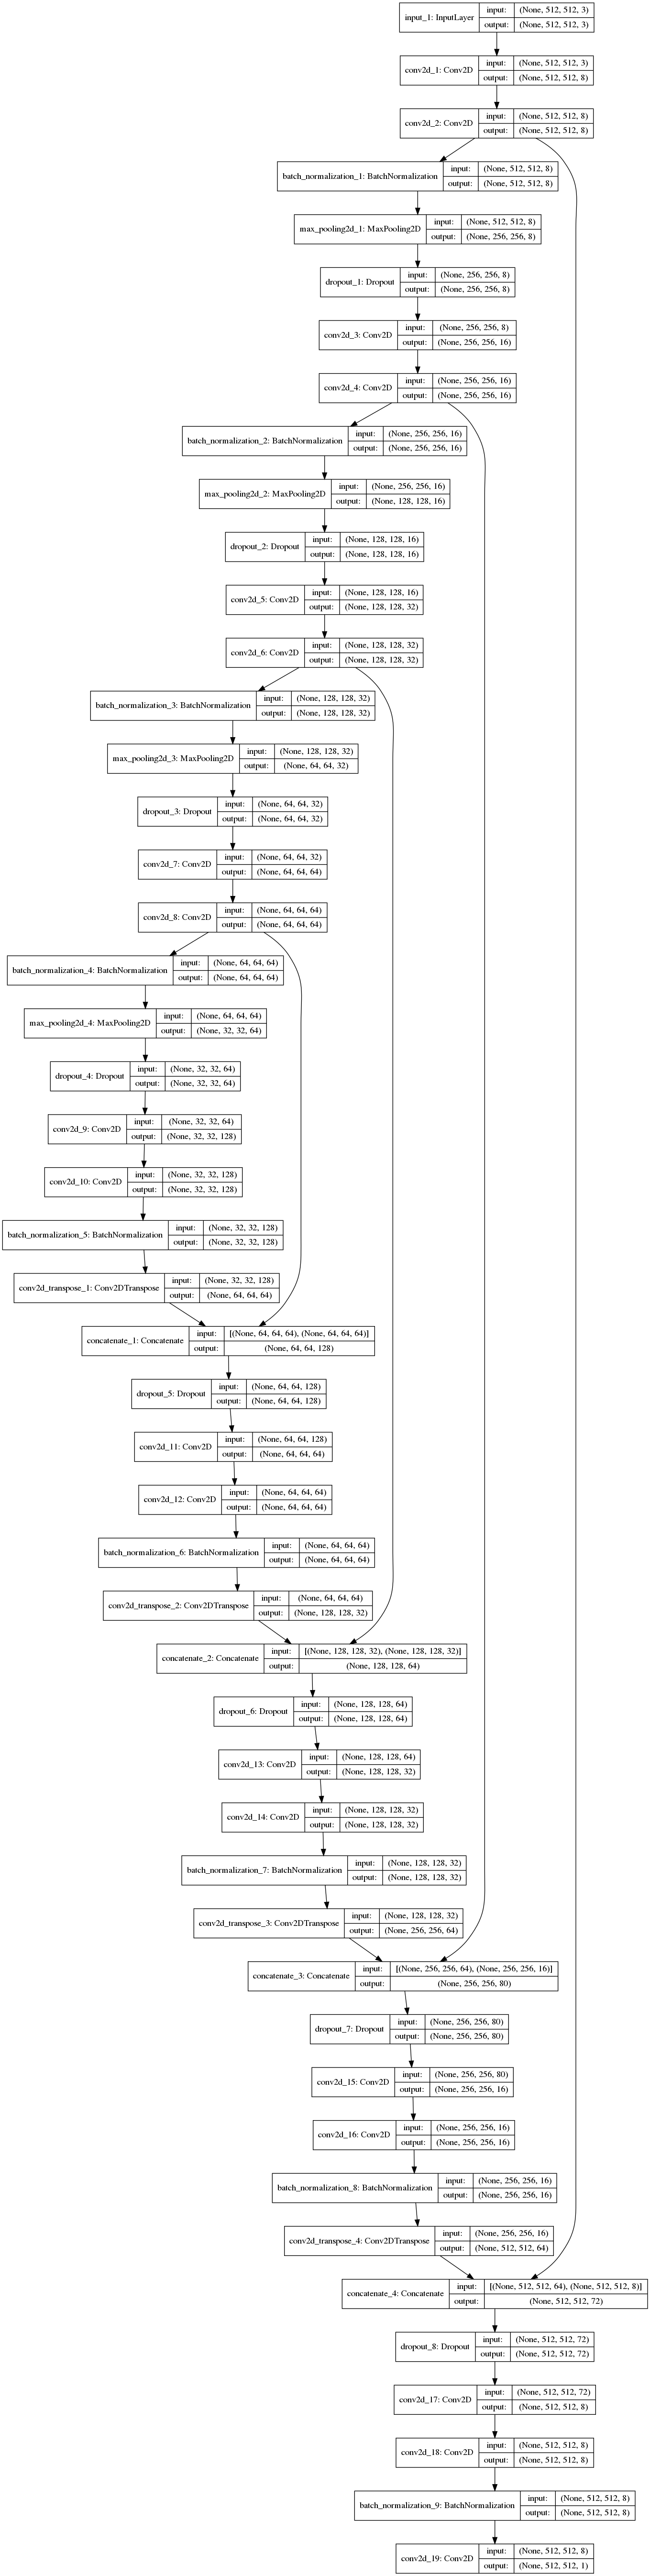 input_1: InputLayer
input: (None, 512, 512, 3)
output: (None, 512, 512, 3)
conv2d_1: Conv2D
input: (None, 512, 512, 3)
output: (None, 512, 512, 8)
conv2d_2: Conv2D
input: (None, 512, 512, 8)
output: (None, 512, 512, 8)
batch_normalization_1: BatchNormalization
input: (None, 512, 512, 8)
output: (None, 512, 512, 8)
max_pooling2d_1: MaxPooling2D
input: (None, 512, 512, 8)
output: (None, 256, 256, 8)
dropout_1: Dropout
input: (None, 256, 256, 8)
output: (None, 256, 256, 8)
conv2d_3: Conv2D
input: (None, 256, 256, 8)
output: (None, 256, 256, 16)
conv2d_4: Conv2D
input: (None, 256, 256, 16)
output: (None, 256, 256, 16)
batch_normalization_2: BatchNormalization
input: (None, 256, 256, 16)
output: (None, 256, 256, 16)
max_pooling2d_2: MaxPooling2D
input: (None, 256, 256, 16)
output: (None, 128, 128, 16)
dropout_2: Dropout
input: (None, 128, 128, 16)
output: (None, 128, 128, 16)
conv2d_5: Conv2D
input: (None, 128, 128, 16)
output: (None, 128, 128, 32)
conv2d_6: Conv2D
input: (None, 128, 128, 32)
output: (None, 128, 128, 32)
batch_normalization_3: BatchNormalization
input: (None, 128, 128, 32)
output: (None, 128, 128, 32)
max_pooling2d_3: MaxPooling2D
input: (None, 128, 128, 32)
output: (None, 64, 64, 32)
dropout_3: Dropout
input: (None, 64, 64, 32)
output: (None, 64, 64, 32)
conv2d_7: Conv2D
input: (None, 64, 64, 32)
output: (None, 64, 64, 64)
conv2d_8: Conv2D
input: (None, 64, 64, 64)
output: (None, 64, 64, 64)
batch_normalization_4: BatchNormalization
input: (None, 64, 64, 64)
output: (None, 64, 64, 64)
max_pooling2d_4: MaxPooling2D
input: (None, 64, 64, 64)
output: (None, 32, 32, 64)
dropout_4: Dropout
input: (None, 32, 32, 64)
output: (None, 32, 32, 64)
conv2d_9: Conv2D
input: (None, 32, 32, 64)
output: (None, 32, 32, 128)
conv2d_10: Conv2D
input: (None, 32, 32, 128)
output: (None, 32, 32, 128)
batch_normalization_5: BatchNormalization
input: (None, 32, 32, 128)
output: (None, 32, 32, 128)
conv2d_transpose_1: Conv2DTranspose
input: (None, 32, 32, 128)
output: (None, 64, 64, 64)
concatenate_1: Concatenate
input: [(None, 64, 64, 64), (None, 64, 64, 64)]
output: (None, 64, 64, 128)
dropout_5: Dropout
input: (None, 64, 64, 128)
output: (None, 64, 64, 128)
conv2d_11: Conv2D
input: (None, 64, 64, 128)
output: (None, 64, 64, 64)
conv2d_12: Conv2D
input: (None, 64, 64, 64)
output: (None, 64, 64, 64)
batch_normalization_6: BatchNormalization
input: (None, 64, 64, 64)
output: (None, 64, 64, 64)
conv2d_transpose_2: Conv2DTranspose
input: (None, 64, 64, 64)
output: (None, 128, 128, 32)
concatenate_2: Concatenate
input: [(None, 128, 128, 32), (None, 128, 128, 32)]
output: (None, 128, 128, 64)
dropout_6: Dropout
input: (None, 128, 128, 64)
output: (None, 128, 128, 64)
conv2d_13: Conv2D
input: (None, 128, 128, 64)
output: (None, 128, 128, 32)
conv2d_14: Conv2D
input: (None, 128, 128, 32)
output: (None, 128, 128, 32)
batch_normalization_7: BatchNormalization
input: (None, 128, 128, 32)
output: (None, 128, 128, 32)
conv2d_transpose_3: Conv2DTranspose
input: (None, 128, 128, 32)
output: (None, 256, 256, 64)
concatenate_3: Concatenate
input: [(None, 256, 256, 64), (None, 256, 256, 16)]
output: (None, 256, 256, 80)
dropout_7: Dropout
input: (None, 256, 256, 80)
output: (None, 256, 256, 80)
conv2d_15: Conv2D
input: (None, 256, 256, 80)
output: (None, 256, 256, 16)
conv2d_16: Conv2D
input: (None, 256, 256, 16)
output: (None, 256, 256, 16)
batch_normalization_8: BatchNormalization
input: (None, 256, 256, 16)
output: (None, 256, 256, 16)
conv2d_transpose_4: Conv2DTranspose
input: (None, 256, 256, 16)
output: (None, 512, 512, 64)
concatenate_4: Concatenate
input: [(None, 512, 512, 64), (None, 512, 512, 8)]
output: (None, 512, 512, 72)
dropout_8: Dropout
input: (None, 512, 512, 72)
output: (None, 512, 512, 72)
conv2d_17: Conv2D
input: (None, 512, 512, 72)
output: (None, 512, 512, 8)
conv2d_18: Conv2D
input: (None, 512, 512, 8)
output: (None, 512, 512, 8)
batch_normalization_9: BatchNormalization
input: (None, 512, 512, 8)
output: (None, 512, 512, 8)
conv2d_19: Conv2D
input: (None, 512, 512, 8)
output: (None, 512, 512, 1)